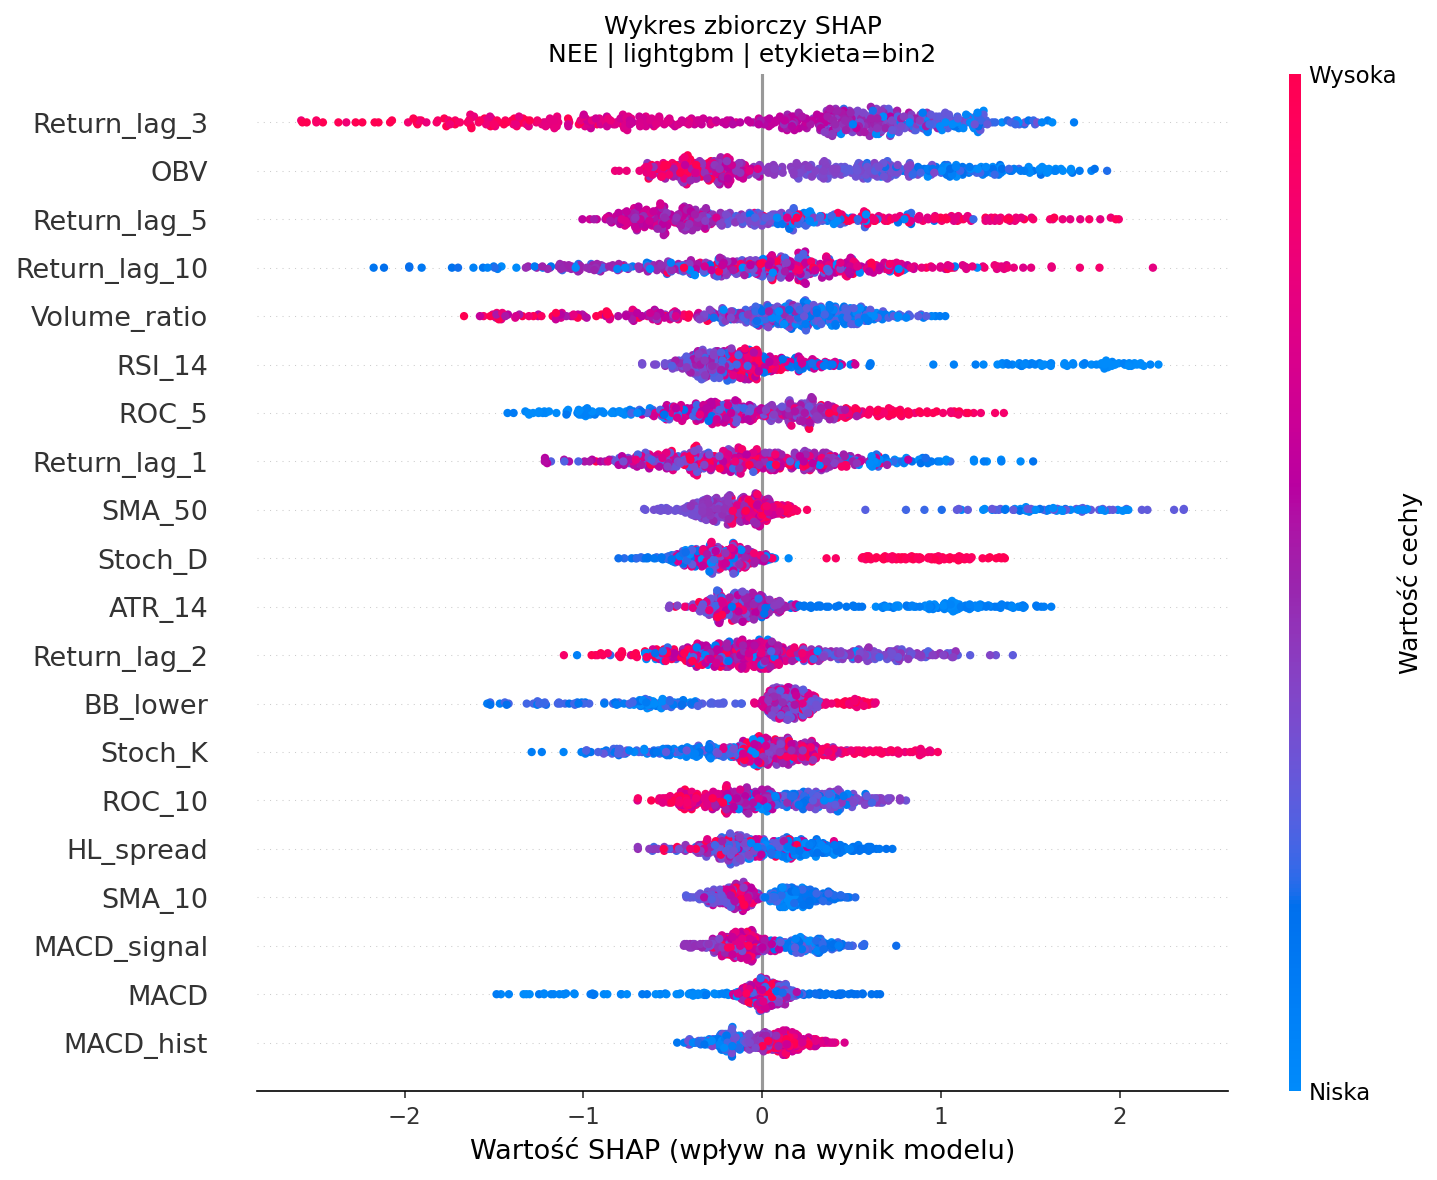 Wykres zbiorczy SHAP
NEE | lightgbm | etykieta=bin2
Return_lag_3
OBV
Return_lag_5
Return_lag_10
Volume_ratio
RSI_14
ROC_5
Return_lag_1
SMA_50
Stoch_D
ATR_14
Return_lag_2
BB_lower
Stoch_K
ROC_10
HL_spread
SMA_10
MACD_signal
MACD
MACD_hist
−2 −1 0 1 2
Wartość SHAP (wpływ na wynik modelu)
Wysoka
Wartość cechy
Niska